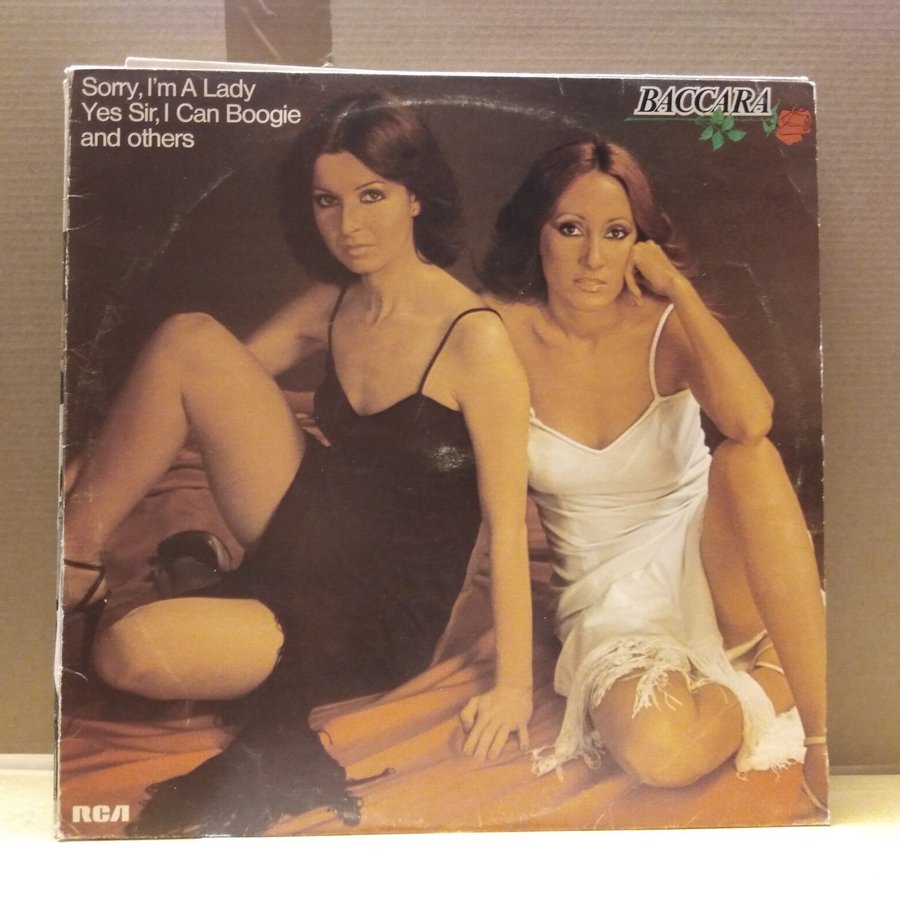 Sorry, I'm A Lady
Yes Sir, I Can Boogie
and others
BACCARA
RCA